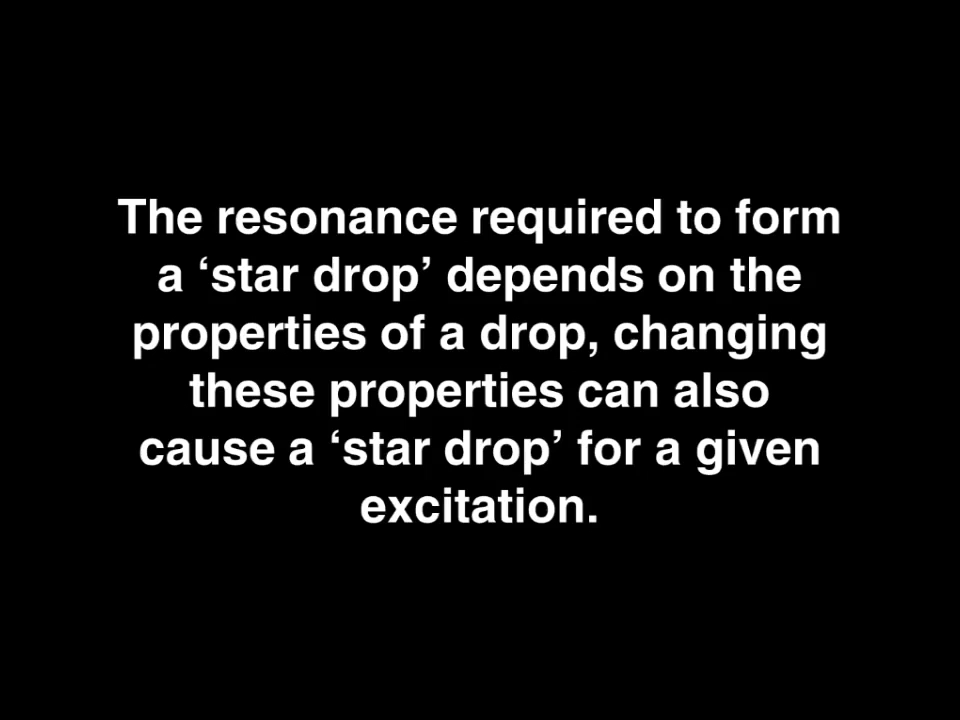 The resonance required to form
a ‘star drop’ depends on the
properties of a drop, changing
these properties can also
cause a ‘star drop’ for a given
excitation.